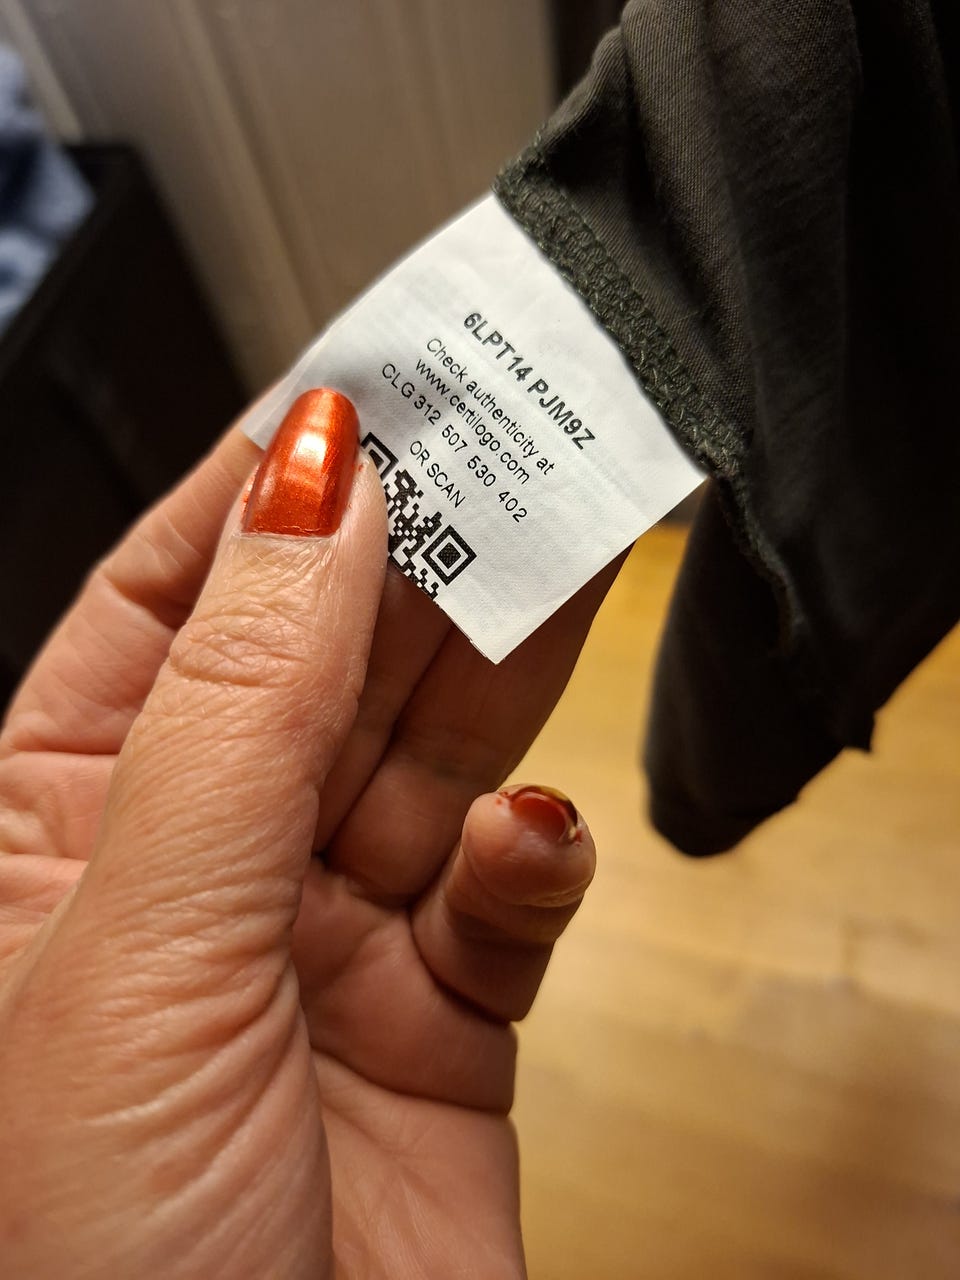 6LPT14 PJM9Z
Check authenticity at
www.certilogo.com
CLG 312 507 530 402
OR SCAN